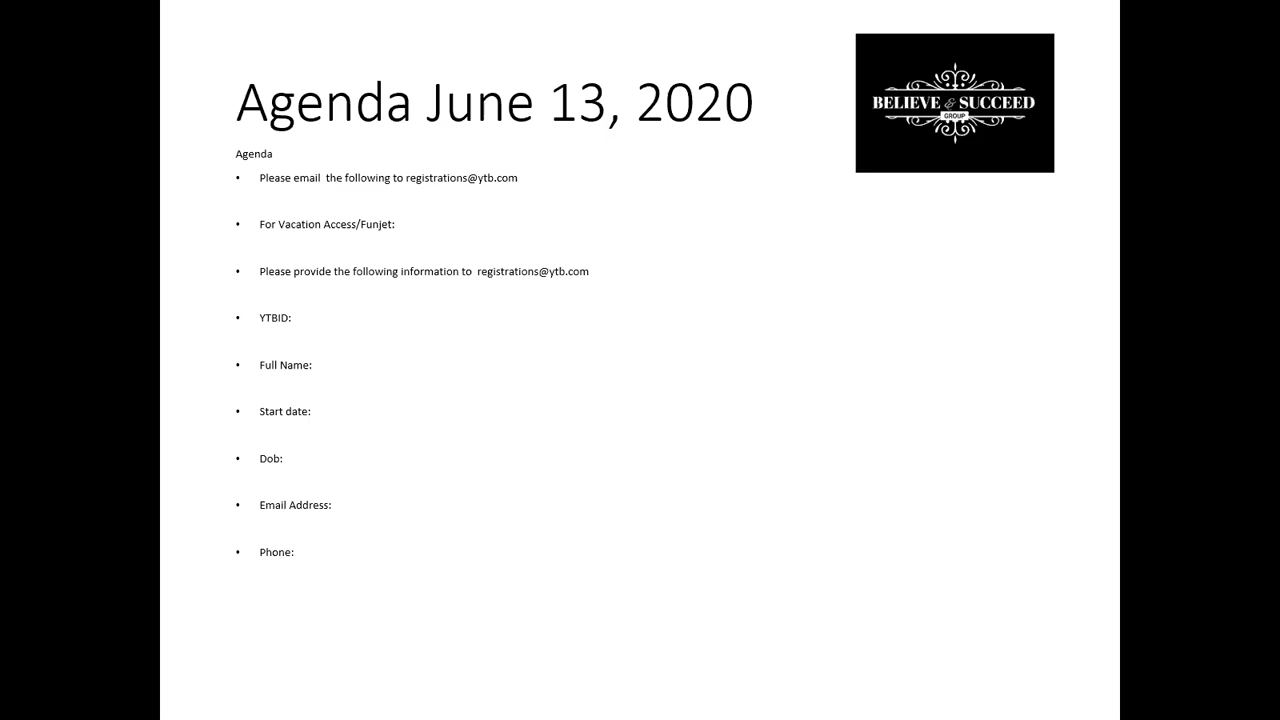 BELIEVE & SUCCEED
GROUP
Agenda June 13, 2020
Agenda
• Please email  the following to registrations@ytb.com
• For Vacation Access/Funjet:
• Please provide the following information to  registrations@ytb.com
• YTBID:
• Full Name:
• Start date:
• Dob:
• Email Address:
• Phone: